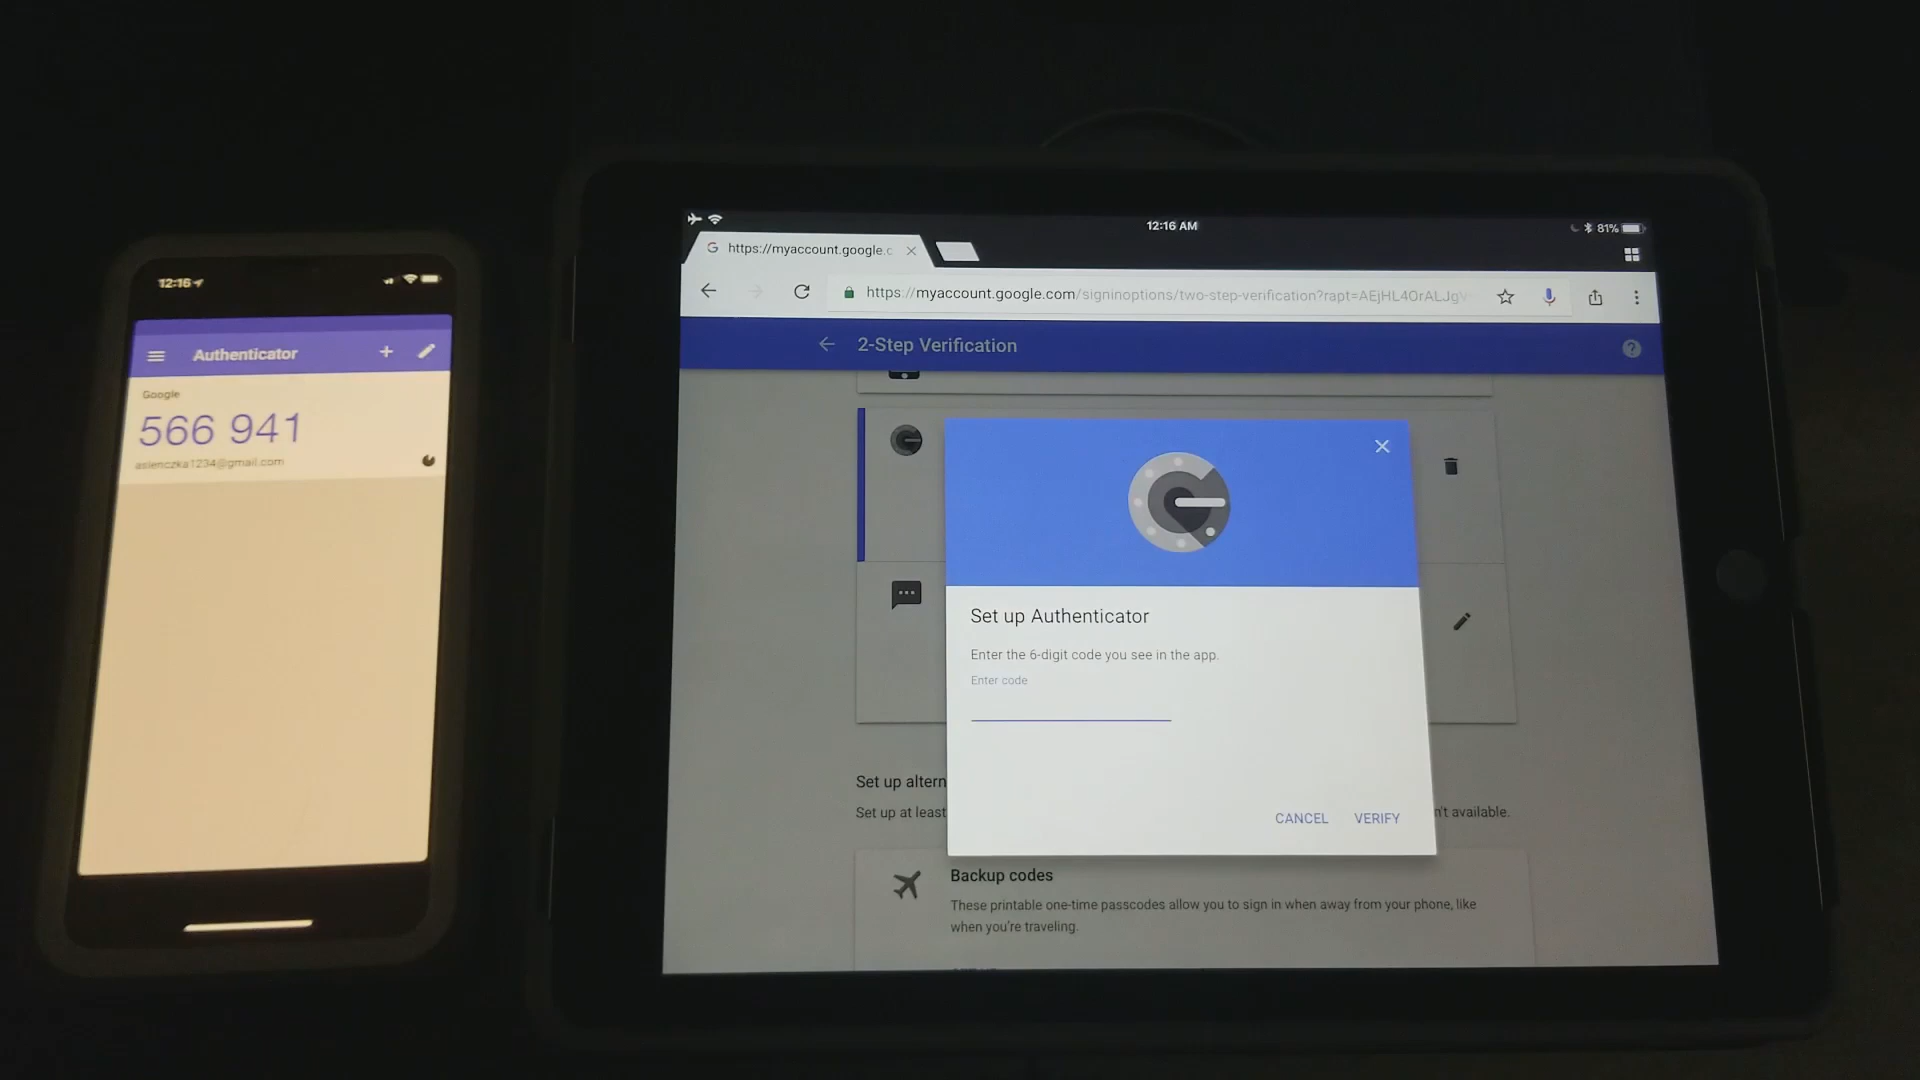 12:16
Authenticator
Google
566 941
aslenczka1234@gmail.com
12:16 AM
81%
https://myaccount.google.c
https://myaccount.google.com/signinoptions/two-step-verification?rapt=AEjHL4OrALJgV
2-Step Verification
Set up Authenticator
Enter the 6-digit code you see in the app.
Enter code
CANCEL VERIFY
Set up altern
Set up at least
n't available.
Backup codes
These printable one-time passcodes allow you to sign in when away from your phone, like
when you're traveling.